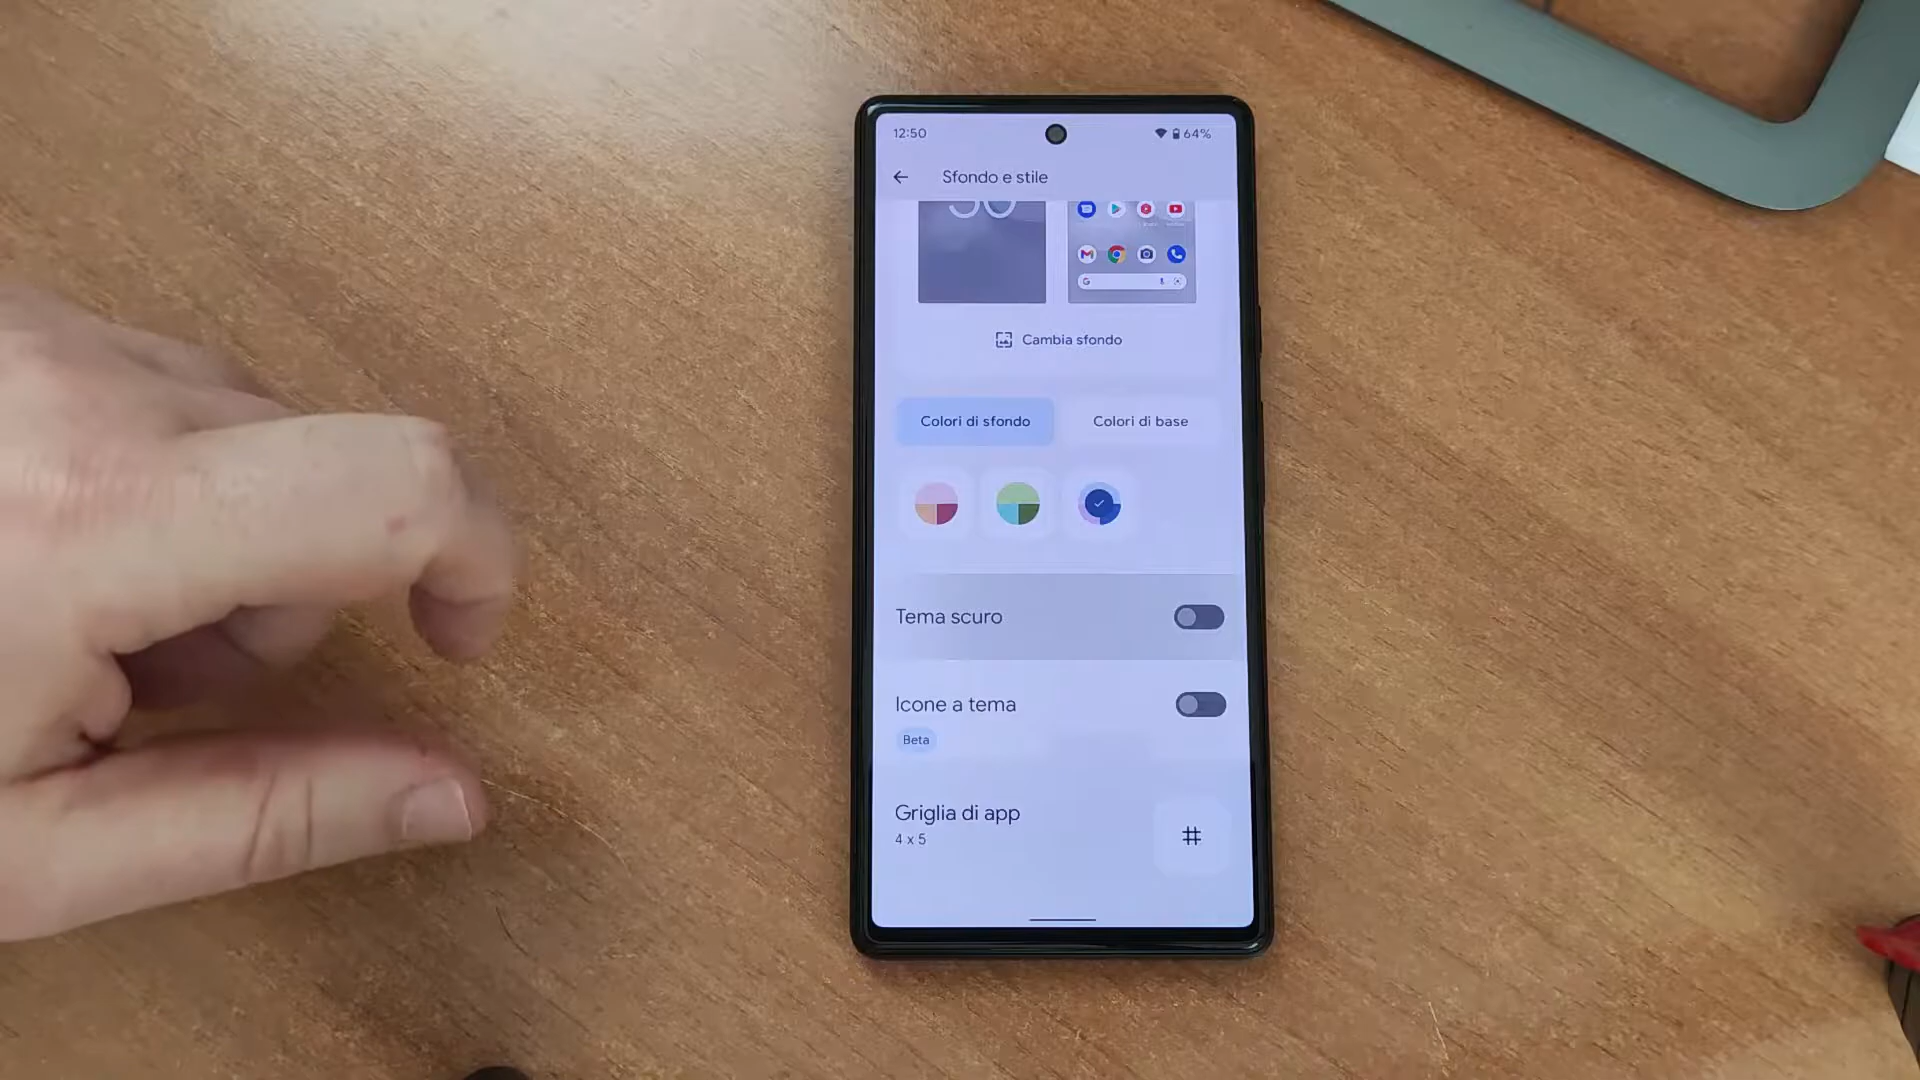 12:50
64%
Sfondo e stile
Cambia sfondo
Colori di sfondo
Colori di base
Tema scuro
Icone a tema
Beta
Griglia di app
4 x 5